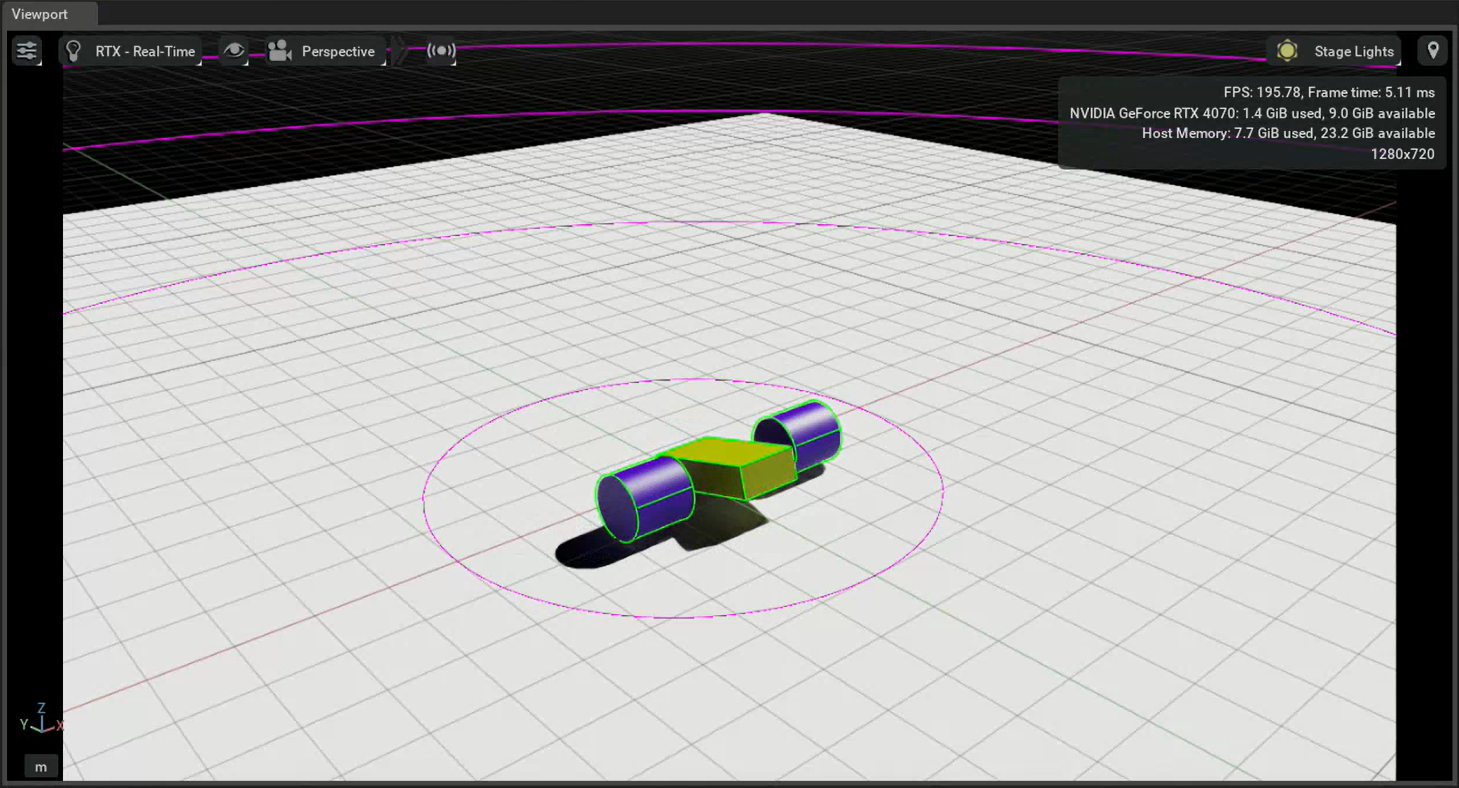 Viewport
RTX - Real-Time
Perspective
Stage Lights
FPS: 195.78, Frame time: 5.11 ms
NVIDIA GeForce RTX 4070: 1.4 GiB used, 9.0 GiB available
Host Memory: 7.7 GiB used, 23.2 GiB available
1280x720
Z
Y
X
m